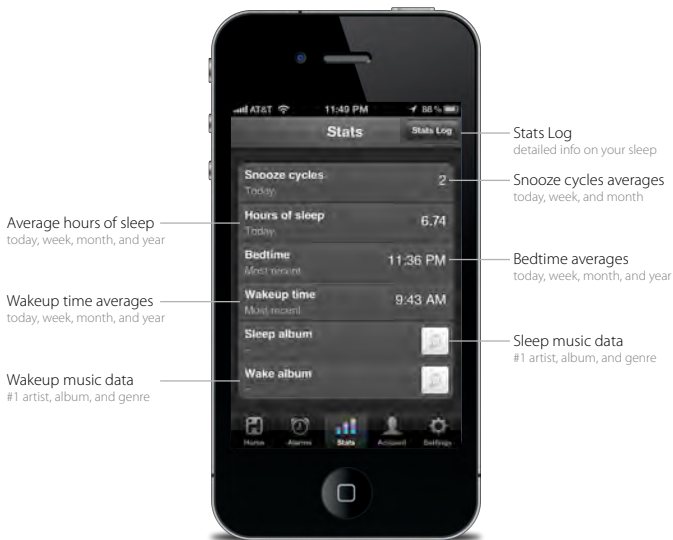 AT&T 11:49 PM 88 %
Stats
Stats Log
Snooze cycles
Today
2
Hours of sleep
Today
6.74
Bedtime
Most recent
11:36 PM
Wakeup time
Most recent
9:43 AM
Sleep album
–
Wake album
–
Home Alarms Stats Account Settings
Average hours of sleep
today, week, month, and year
Wakeup time averages
today, week, month, and year
Wakeup music data
#1 artist, album, and genre
Stats Log
detailed info on your sleep
Snooze cycles averages
today, week, and month
Bedtime averages
today, week, month, and year
Sleep music data
#1 artist, album, and genre